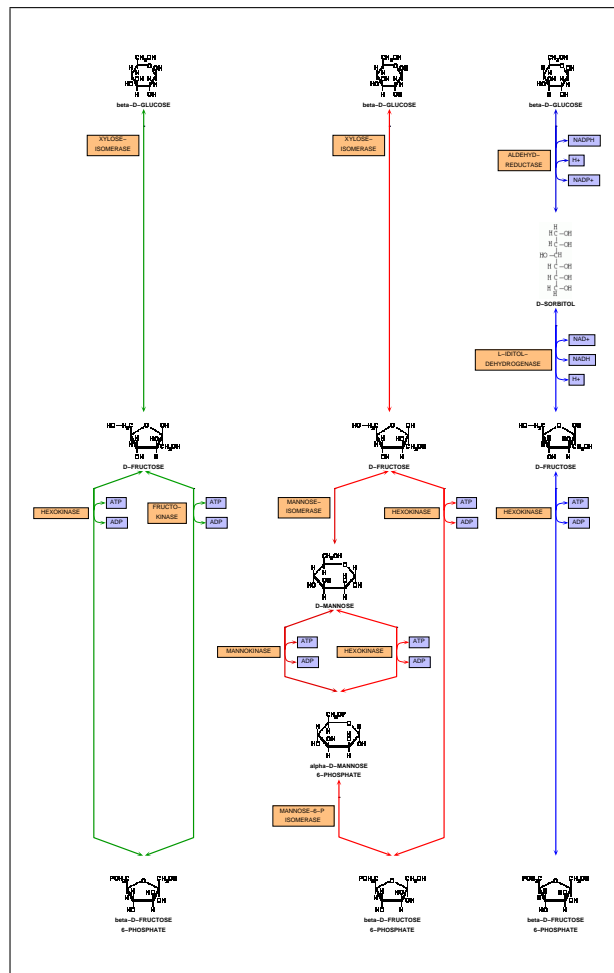 beta–D–GLUCOSE
beta–D–GLUCOSE
beta–D–GLUCOSE
XYLOSE–
ISOMERASE
XYLOSE–
ISOMERASE
ALDEHYD–
REDUCTASE
NADPH
H+
NADP+
D–SORBITOL
L–IDITOL–
DEHYDROGENASE
NAD+
NADH
H+
D–FRUCTOSE
D–FRUCTOSE
D–FRUCTOSE
HEXOKINASE
ATP
ADP
FRUCTO–
KINASE
ATP
ADP
MANNOSE–
ISOMERASE
HEXOKINASE
ATP
ADP
HEXOKINASE
ATP
ADP
D–MANNOSE
MANNOKINASE
ATP
ADP
HEXOKINASE
ATP
ADP
alpha–D–MANNOSE
6–PHOSPHATE
MANNOSE–6–P
ISOMERASE
beta–D–FRUCTOSE
6–PHOSPHATE
beta–D–FRUCTOSE
6–PHOSPHATE
beta–D–FRUCTOSE
6–PHOSPHATE